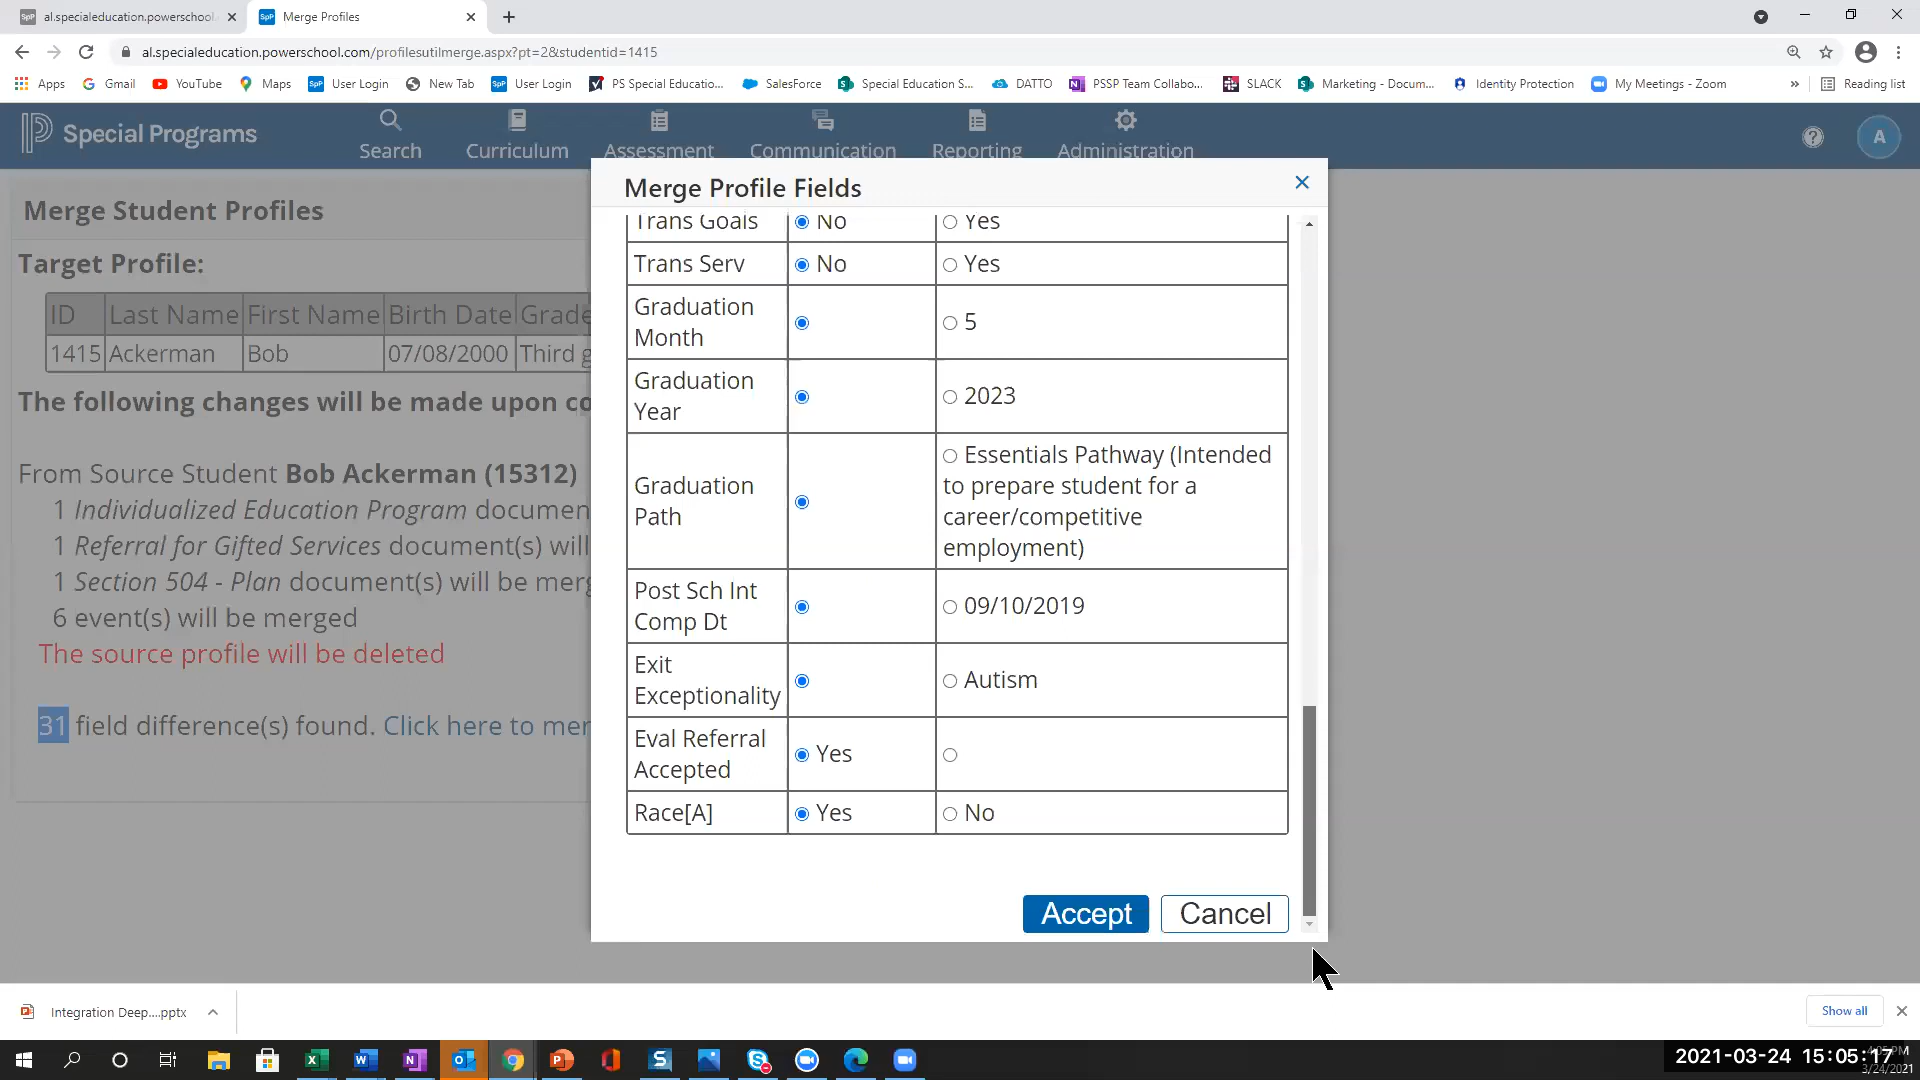 al.specialeducation.powerschool.
Merge Profiles
al.specialeducation.powerschool.com/profilesutilmerge.aspx?pt=2&studentid=1415
Apps
Gmail
YouTube
Maps
User Login
New Tab
User Login
PS Special Educatio...
SalesForce
Special Education S...
DATTO
PSSP Team Collabo...
SLACK
Marketing - Docum...
Identity Protection
My Meetings - Zoom
»
Reading list
Special Programs
Search
Curriculum
Assessment
Communication
Reporting
Administration
A
Merge Student Profiles
Target Profile:
ID Last Name First Name Birth Date Grade
1415 Ackerman Bob 07/08/2000 Third g
The following changes will be made upon co
From Source Student Bob Ackerman (15312)
1 Individualized Education Program documen
1 Referral for Gifted Services document(s) will
1 Section 504 - Plan document(s) will be merg
6 event(s) will be merged
The source profile will be deleted
31 field difference(s) found. Click here to mer
Merge Profile Fields
Trans Goals No Yes
Trans Serv No Yes
Graduation
Month
5
Graduation
Year
2023
Graduation
Path
Essentials Pathway (Intended
to prepare student for a
career/competitive
employment)
Post Sch Int
Comp Dt
09/10/2019
Exit
Exceptionality
Autism
Eval Referral
Accepted
Yes
Race[A] Yes No
Accept
Cancel
Integration Deep....pptx
Show all
2021-03-24 15:05:17
3/24/2021